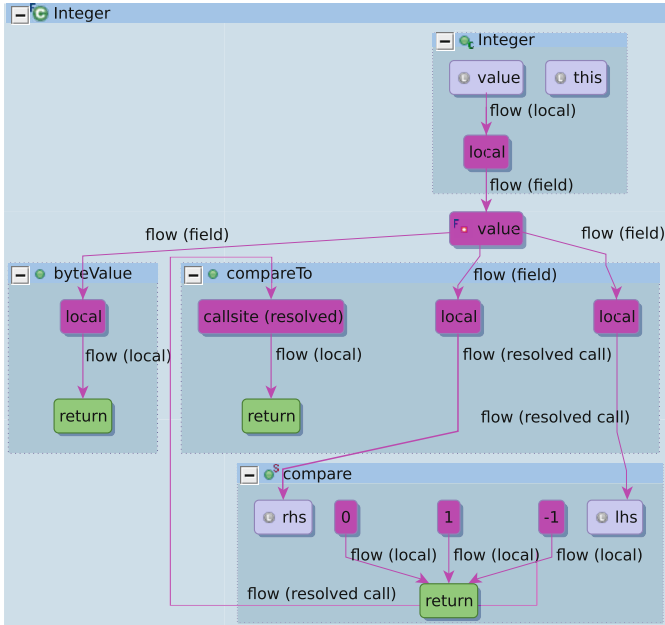 Integer
Integer
value
this
flow (local)
local
flow (field)
value
flow (field)
flow (field)
flow (field)
byteValue
compareTo
local
callsite (resolved)
local
local
flow (local)
flow (local)
flow (resolved call)
return
return
flow (resolved call)
compare
rhs
0
1
-1
lhs
flow (local)
flow (local)
flow (local)
flow (resolved call)
return